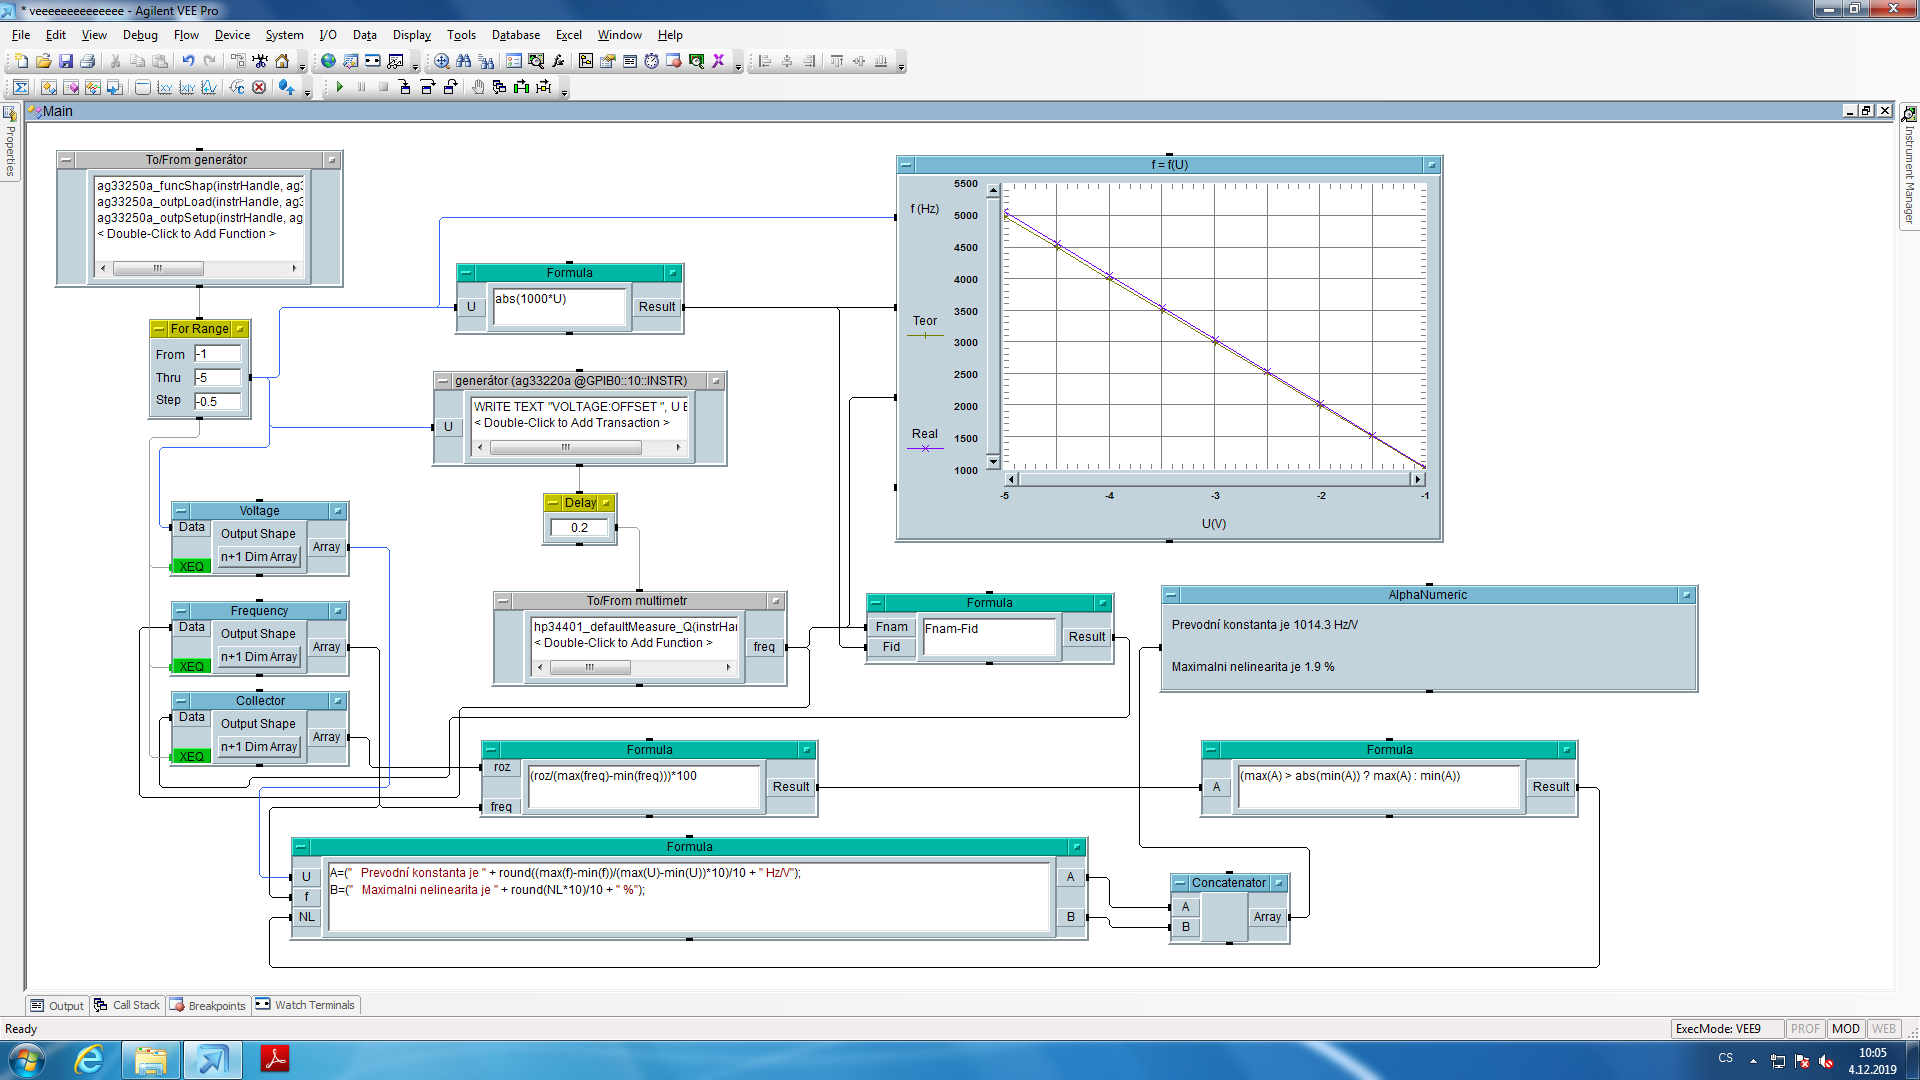 * veeeeeeeeeeeeee - Agilent VEE Pro
File Edit View Debug Flow Device System I/O Data Display Tools Database Excel Window Help
Main
Properties
Instrument Manager
To/From generátor
ag33250a_funcShap(instrHandle, ag3
ag33250a_outpLoad(instrHandle, ag3
ag33250a_outpSetup(instrHandle, ag
< Double-Click to Add Function >
For Range
From -1
Thru -5
Step -0.5
Formula
U
abs(1000*U)
Result
generátor (ag33220a @GPIB0::10::INSTR)
U
WRITE TEXT "VOLTAGE:OFFSET ", U E
< Double-Click to Add Transaction >
Delay
0.2
f = f(U)
f (Hz)
Teor
Real
5500
5000
4500
4000
3500
3000
2500
2000
1500
1000
-5 -4 -3 -2 -1
U(V)
Voltage
Data
Output Shape
n+1 Dim Array
Array
XEQ
Frequency
Data
Output Shape
n+1 Dim Array
Array
XEQ
Collector
Data
Output Shape
n+1 Dim Array
Array
XEQ
To/From multimetr
hp34401_defaultMeasure_Q(instrHa
< Double-Click to Add Function >
freq
Formula
Fnam
Fid
Fnam-Fid
Result
AlphaNumeric
Prevodní konstanta je 1014.3 Hz/V
Maximalni nelinearita je 1.9 %
Formula
roz
freq
(roz/(max(freq)-min(freq)))*100
Result
Formula
A
(max(A) > abs(min(A)) ? max(A) : min(A))
Result
Formula
U
f
NL
A=("   Prevodní konstanta je " + round((max(f)-min(f))/(max(U)-min(U))*10)/10 + " Hz/V");
B=("   Maximalni nelinearita je " + round(NL*10)/10 + " %");
A
B
Concatenator
A
B
Array
Output Call Stack Breakpoints Watch Terminals
Ready
ExecMode: VEE9 PROF MOD WEB
CS
10:05
4.12.2019